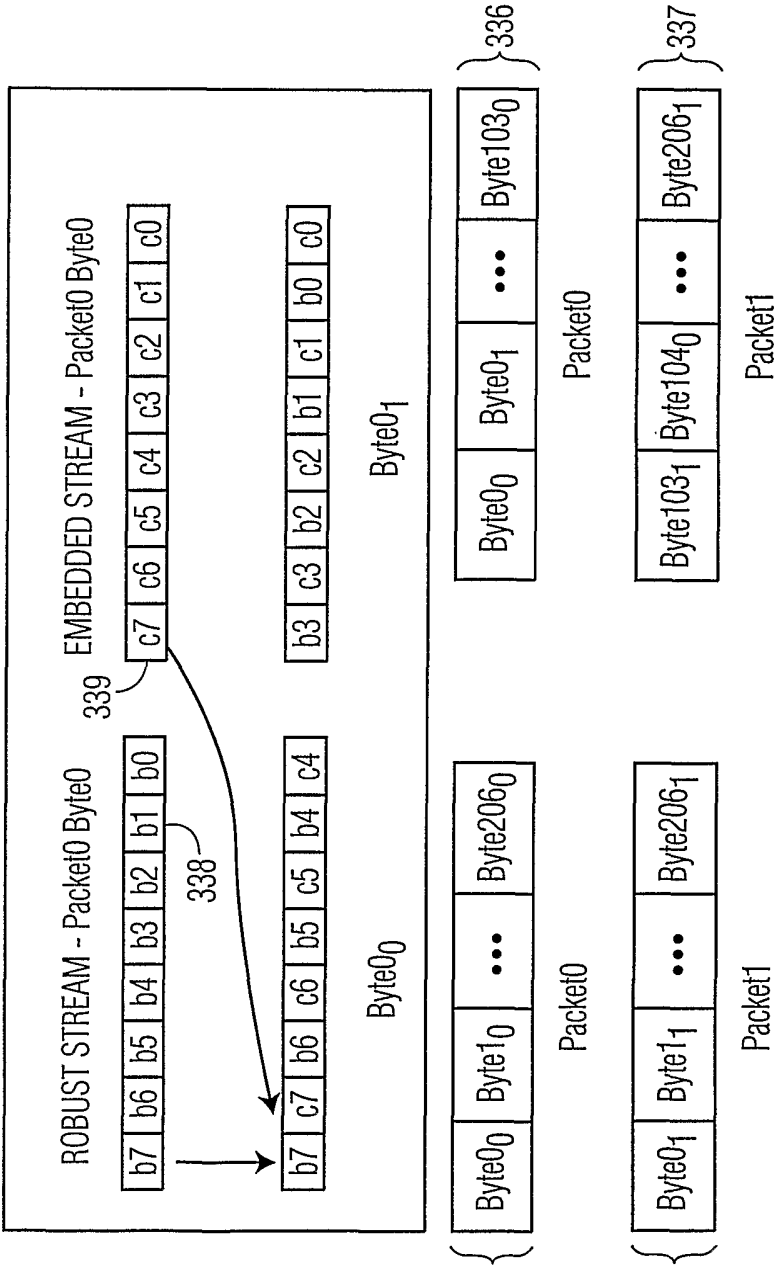 ROBUST STREAM - Packet0 Byte0
b7 b6 b5 b4 b3 b2 b1 b0
338
EMBEDDED STREAM - Packet0 Byte0
339
c7 c6 c5 c4 c3 c2 c1 c0
b7 c7 b6 c6 b5 c5 b4 c4
Byte0₀
b3 c3 b2 c2 b1 c1 b0 c0
Byte0₁
Byte0₀ Byte1₀ ••• Byte206₀
Packet0
Byte0₀ Byte0₁ ••• Byte103₀
336
Packet0
Byte0₁ Byte1₁ ••• Byte206₁
Packet1
Byte103₁ Byte104₀ ••• Byte206₁
337
Packet1